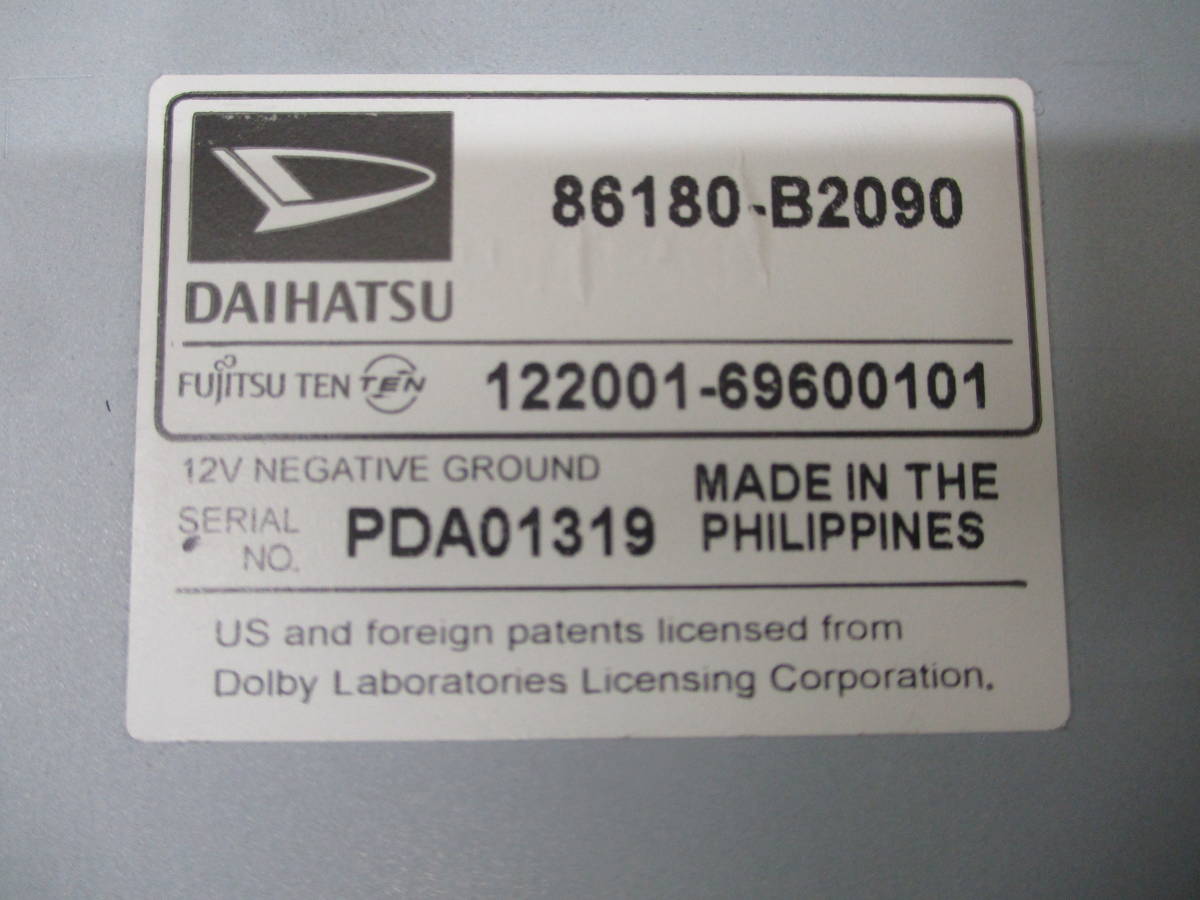 86180-B2090
DAIHATSU
FUJITSU TEN TEN 122001-69600101
12V NEGATIVE GROUND
SERIAL NO. PDA01319
MADE IN THE
PHILIPPINES
US and foreign patents licensed from
Dolby Laboratories Licensing Corporation.